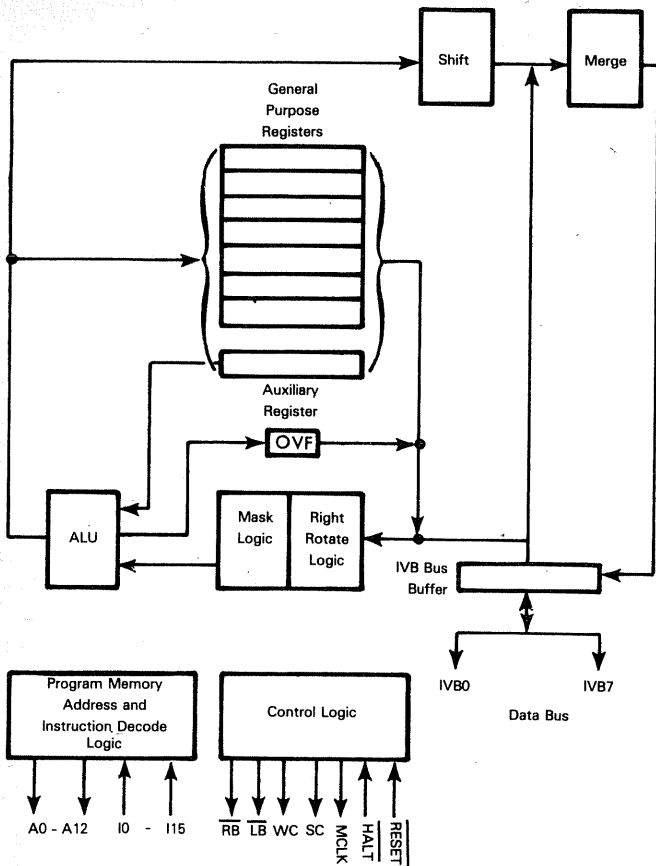 Shift
Merge
General
Purpose
Registers
Auxiliary
Register
OVF
ALU
Mask
Logic
Right
Rotate
Logic
IVB Bus
Buffer
IVB0
IVB7
Data Bus
Program Memory
Address and
Instruction Decode
Logic
Control Logic
A0 - A12 I0 - I15
RB LB WC SC MCLK HALT RESET